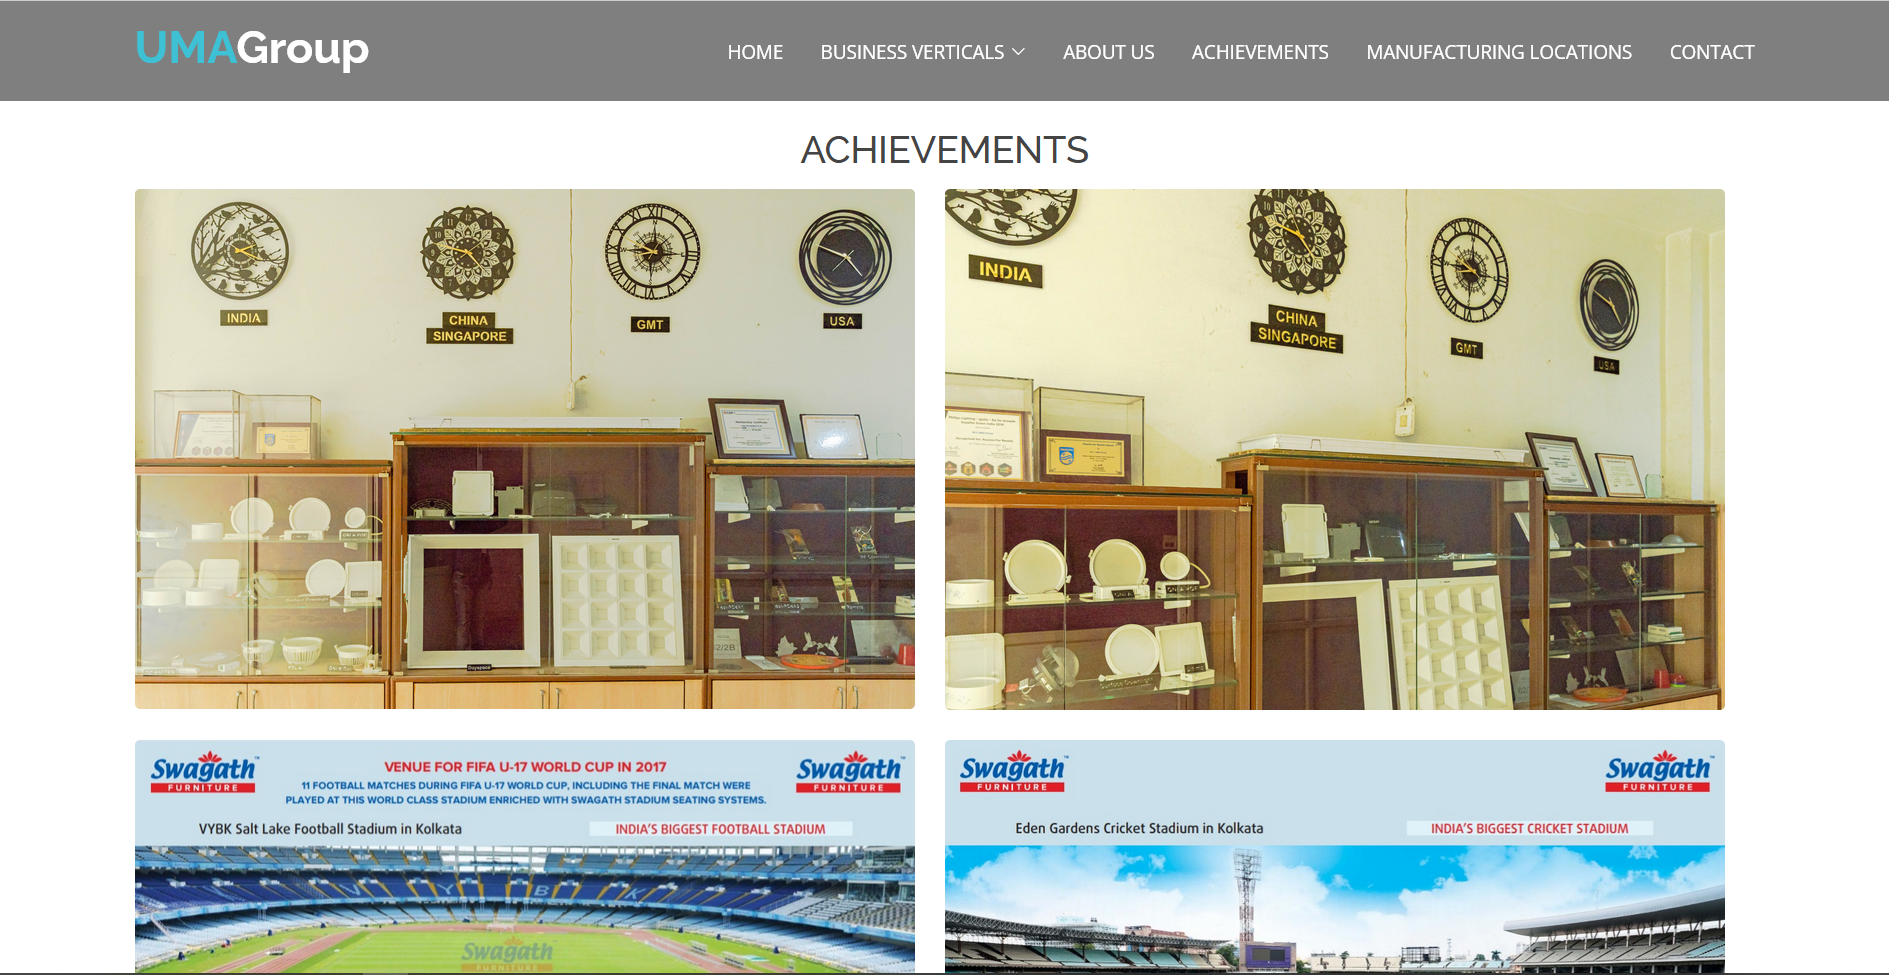 UMAGroup
HOME
BUSINESS VERTICALS
ABOUT US
ACHIEVEMENTS
MANUFACTURING LOCATIONS
CONTACT
ACHIEVEMENTS
INDIA
CHINA
SINGAPORE
GMT
USA
INDIA
CHINA
SINGAPORE
GMT
USA
Swagath™
FURNITURE
VENUE FOR FIFA U-17 WORLD CUP IN 2017
11 FOOTBALL MATCHES DURING FIFA U-17 WORLD CUP, INCLUDING THE FINAL MATCH WERE
PLAYED AT THIS WORLD CLASS STADIUM ENRICHED WITH SWAGATH STADIUM SEATING SYSTEMS.
Swagath™
FURNITURE
VYBK Salt Lake Football Stadium in Kolkata
INDIA'S BIGGEST FOOTBALL STADIUM
V Y B K
Swagath
FURNITURE
Swagath™
FURNITURE
Swagath™
FURNITURE
Eden Gardens Cricket Stadium in Kolkata
INDIA'S BIGGEST CRICKET STADIUM